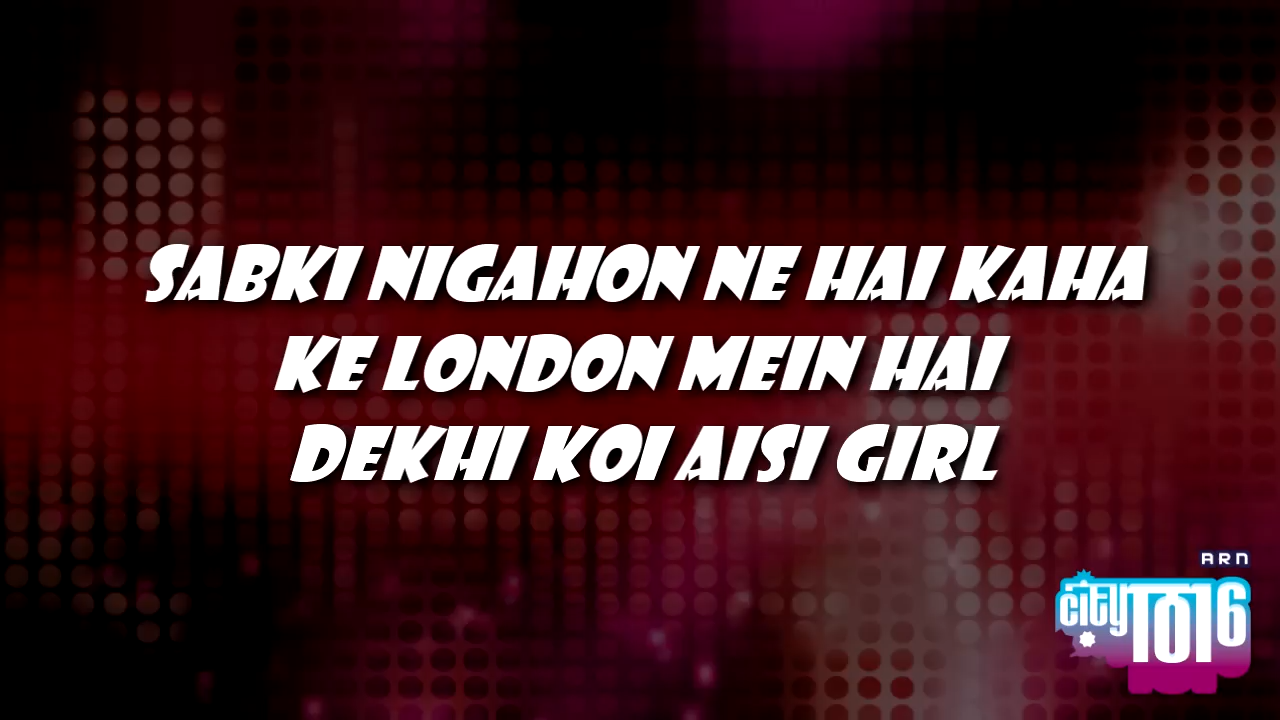 SABKI NIGAHON NE HAI KAHA
KE LONDON MEIN HAI
DEKHI KOI AISI GIRL
ARN
city 1016